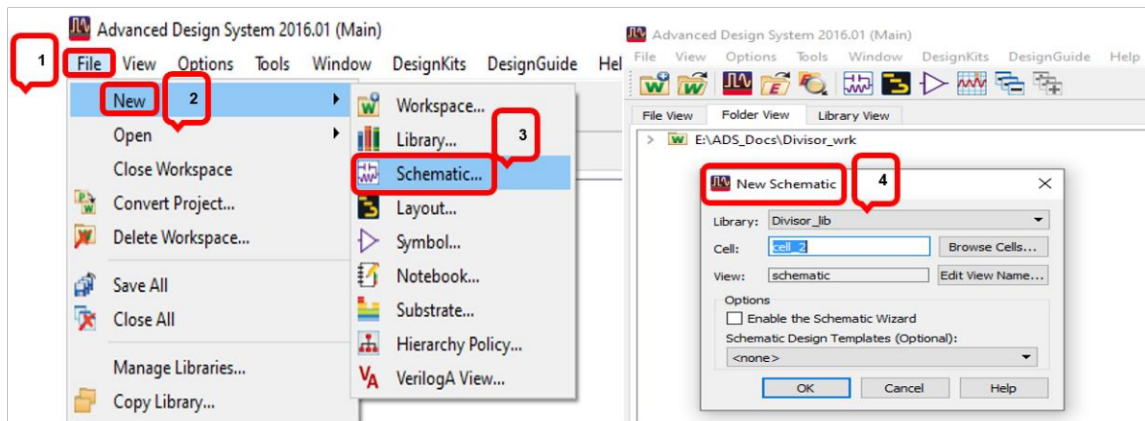 Advanced Design System 2016.01 (Main)
1
File View Options Tools Window DesignKits DesignGuide Hel
New 2
Open
Close Workspace
Convert Project...
Delete Workspace...
Save All
Close All
Manage Libraries...
Copy Library...
Workspace...
Library...
3
Schematic...
Layout...
Symbol...
Notebook...
Substrate...
Hierarchy Policy...
VerilogA View...
Advanced Design System 2016.01 (Main)
File View Options Tools Window DesignKits DesignGuide Help
File View Folder View Library View
> E:\ADS_Docs\Divisor_wrk
New Schematic 4
Library: Divisor_lib
Cell: cell_2 Browse Cells...
View: schematic Edit View Name...
Options
Enable the Schematic Wizard
Schematic Design Templates (Optional):
<none>
OK Cancel Help